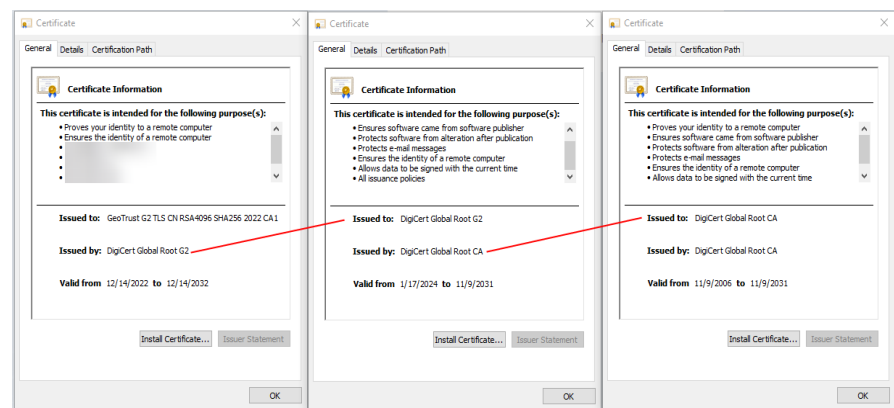 Certificate
General Details Certification Path
Certificate Information
This certificate is intended for the following purpose(s):
• Proves your identity to a remote computer
• Ensures the identity of a remote computer
Issued to: GeoTrust G2 TLS CN RSA4096 SHA256 2022 CA1
Issued by: DigiCert Global Root G2
Valid from 12/14/2022 to 12/14/2032
Install Certificate... Issuer Statement
OK
Certificate
General Details Certification Path
Certificate Information
This certificate is intended for the following purpose(s):
• Ensures software came from software publisher
• Protects software from alteration after publication
• Protects e-mail messages
• Ensures the identity of a remote computer
• Allows data to be signed with the current time
• All issuance policies
Issued to: DigiCert Global Root G2
Issued by: DigiCert Global Root CA
Valid from 1/17/2024 to 11/9/2031
Install Certificate... Issuer Statement
OK
Certificate
General Details Certification Path
Certificate Information
This certificate is intended for the following purpose(s):
• Proves your identity to a remote computer
• Ensures software came from software publisher
• Protects software from alteration after publication
• Protects e-mail messages
• Ensures the identity of a remote computer
• Allows data to be signed with the current time
Issued to: DigiCert Global Root CA
Issued by: DigiCert Global Root CA
Valid from 11/9/2006 to 11/9/2031
Install Certificate... Issuer Statement
OK